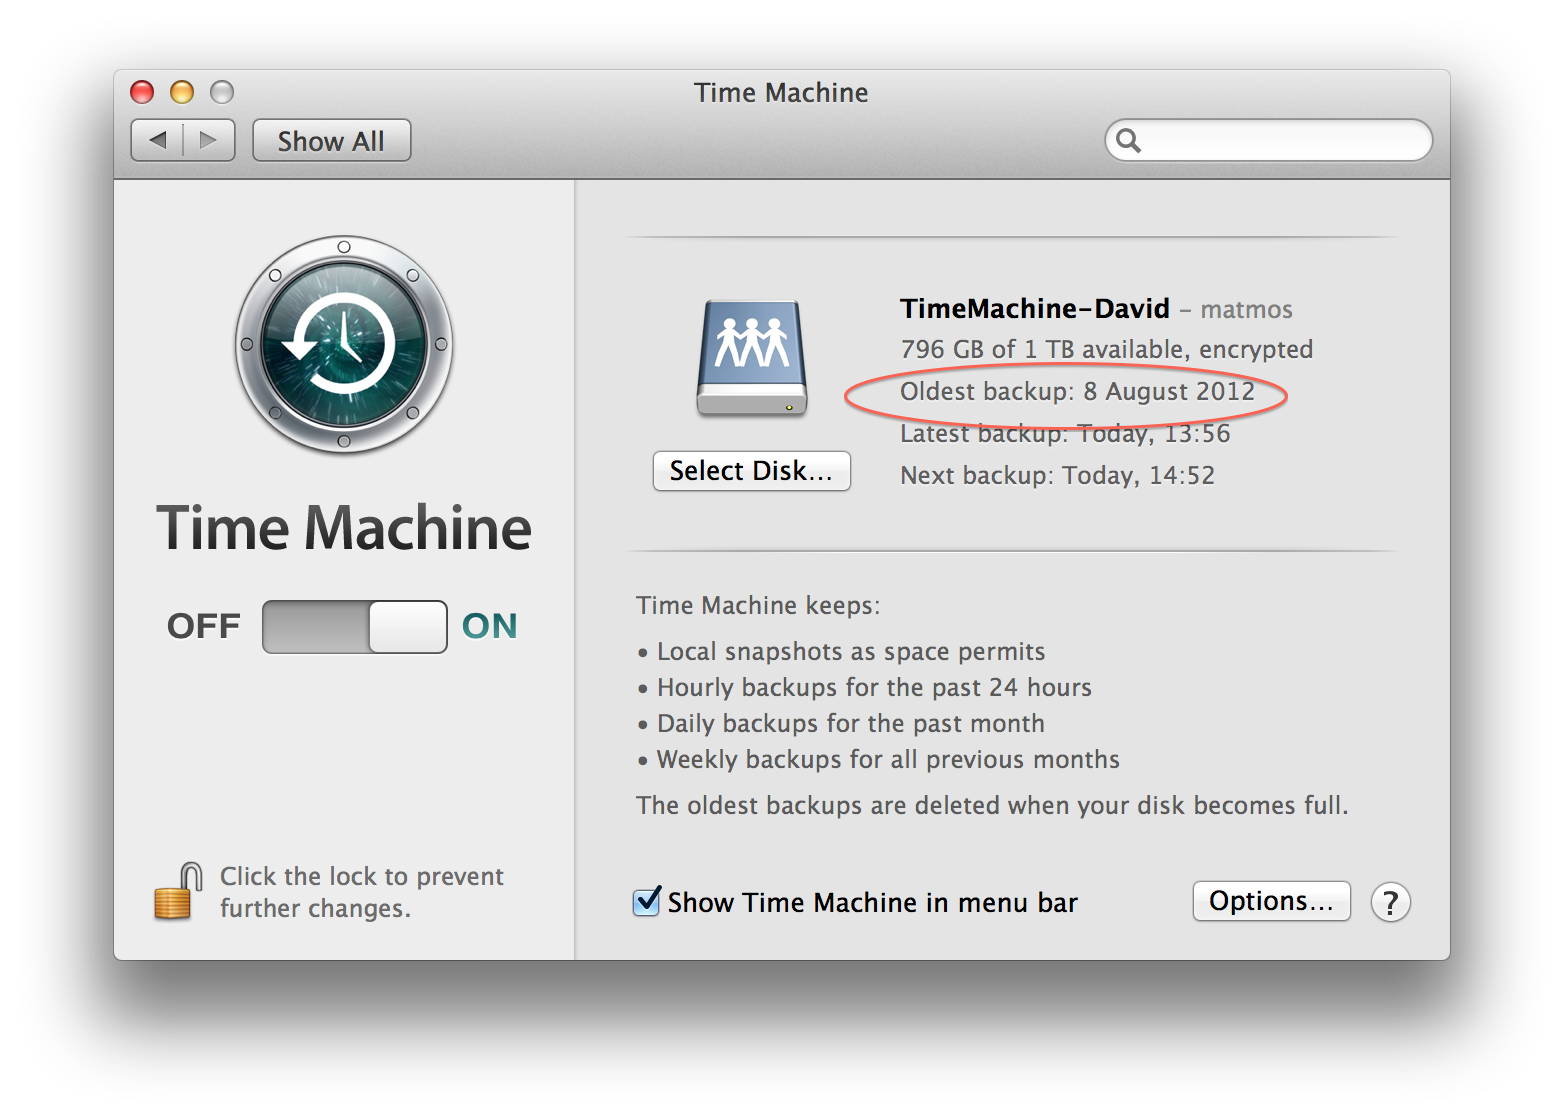 Time Machine
Show All
TimeMachine-David – matmos
796 GB of 1 TB available, encrypted
Oldest backup: 8 August 2012
Latest backup: Today, 13:56
Select Disk...
Next backup: Today, 14:52
Time Machine
OFF ON
Time Machine keeps:
• Local snapshots as space permits
• Hourly backups for the past 24 hours
• Daily backups for the past month
• Weekly backups for all previous months
The oldest backups are deleted when your disk becomes full.
Click the lock to prevent
further changes.
Show Time Machine in menu bar
Options...
?